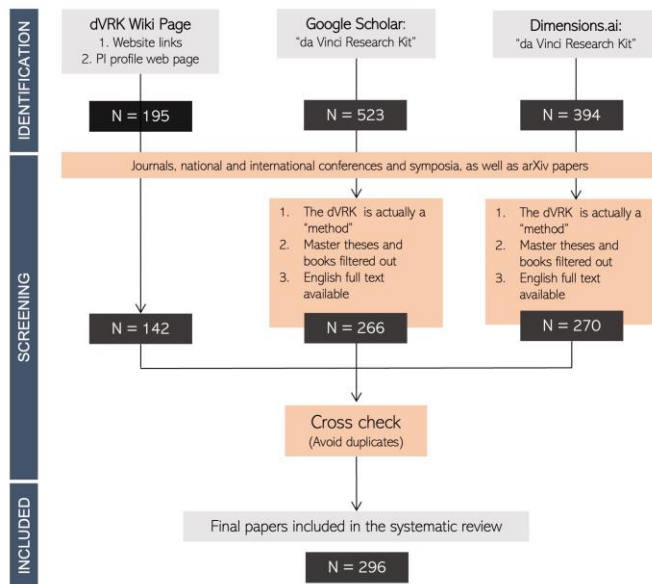 IDENTIFICATION
dVRK Wiki Page
1. Website links
2. PI profile web page
N = 195
Google Scholar:
"da Vinci Research Kit"
N = 523
Dimensions.ai:
"da Vinci Research Kit"
N = 394
SCREENING
Journals, national and international conferences and symposia, as well as arXiv papers
1. The dVRK is actually a
"method"
2. Master theses and
books filtered out
3. English full text
available
1. The dVRK is actually a
"method"
2. Master theses and
books filtered out
3. English full text
available
N = 142
N = 266
N = 270
Cross check
(Avoid duplicates)
INCLUDED
Final papers included in the systematic review
N = 296